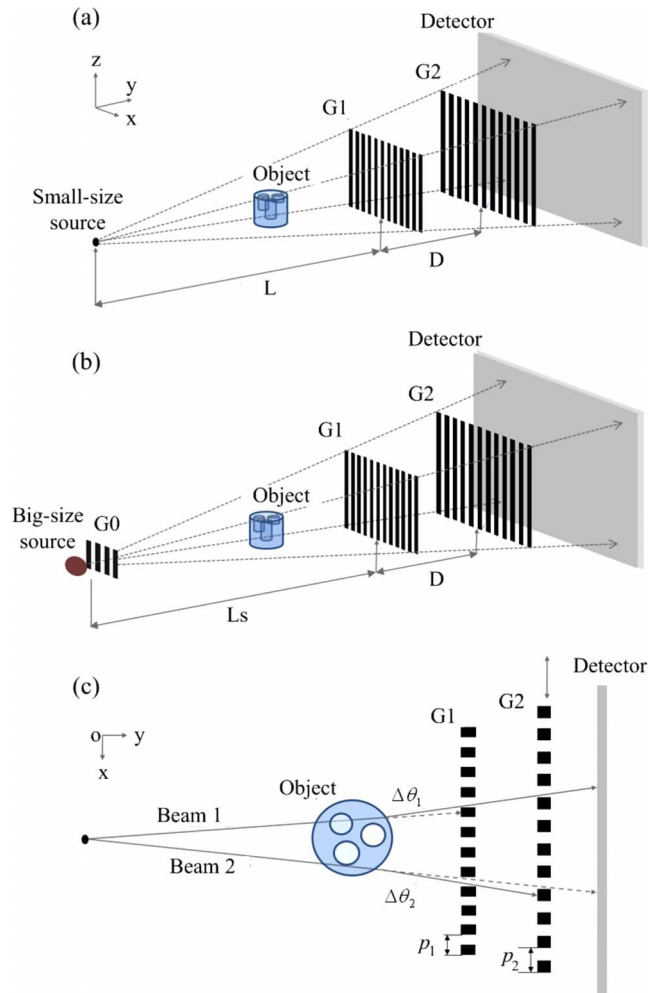 (a)
Detector
z
y
x
G2
G1
Object
Small-size
source
D
L
(b)
Detector
G2
G1
Object
Big-size
source
G0
D
Ls
(c)
Detector
o
y
x
G1
G2
Object
Δθ₁
Beam 1
Beam 2
Δθ₂
p₁
p₂